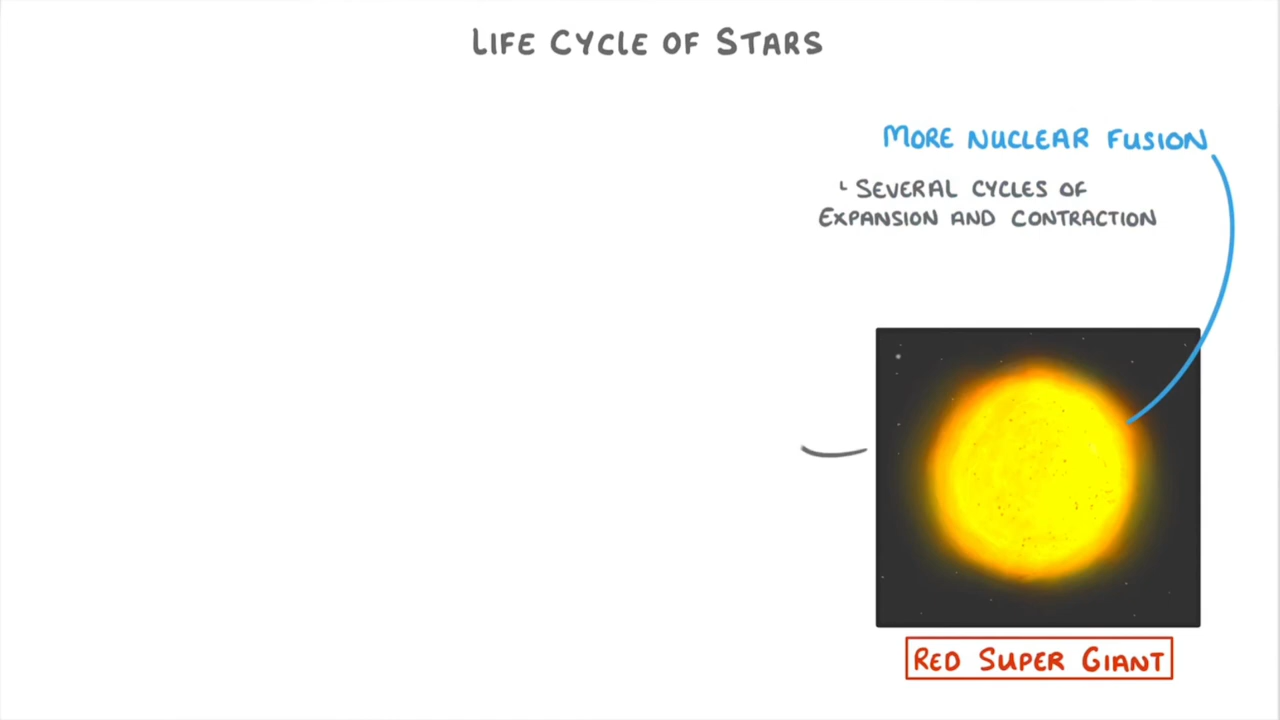 LIFE CYCLE OF STARS
MORE NUCLEAR FUSION
└ SEVERAL CYCLES OF
EXPANSION AND CONTRACTION
RED SUPER GIANT